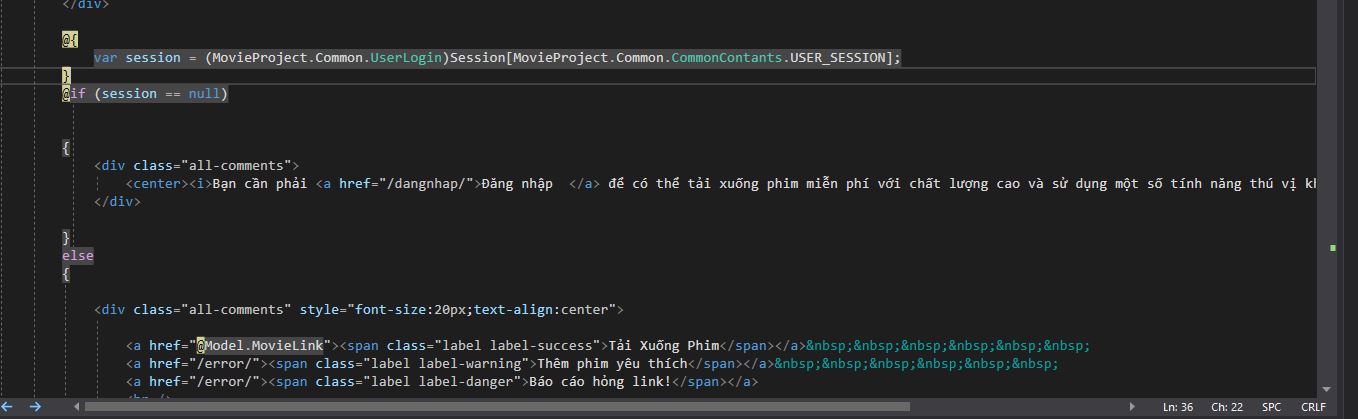 </div>
@{
var session = (MovieProject.Common.UserLogin)Session[MovieProject.Common.CommonContants.USER_SESSION];
}
@if (session == null)
{
<div class="all-comments">
<center><i>Bạn cần phải <a href="/dangnhap/">Đăng nhập  </a> để có thể tải xuống phim miễn phí với chất lượng cao và sử dụng một số tính năng thú vị kh
</div>
}
else
{
<div class="all-comments" style="font-size:20px;text-align:center">
<a href="@Model.MovieLink"><span class="label label-success">Tải Xuống Phim</span></a>&nbsp;&nbsp;&nbsp;&nbsp;&nbsp;&nbsp;
<a href="/error/"><span class="label label-warning">Thêm phim yêu thích</span></a>&nbsp;&nbsp;&nbsp;&nbsp;&nbsp;&nbsp;
<a href="/error/"><span class="label label-danger">Báo cáo hỏng link!</span></a>
<br />
Ln: 36 Ch: 22 SPC CRLF